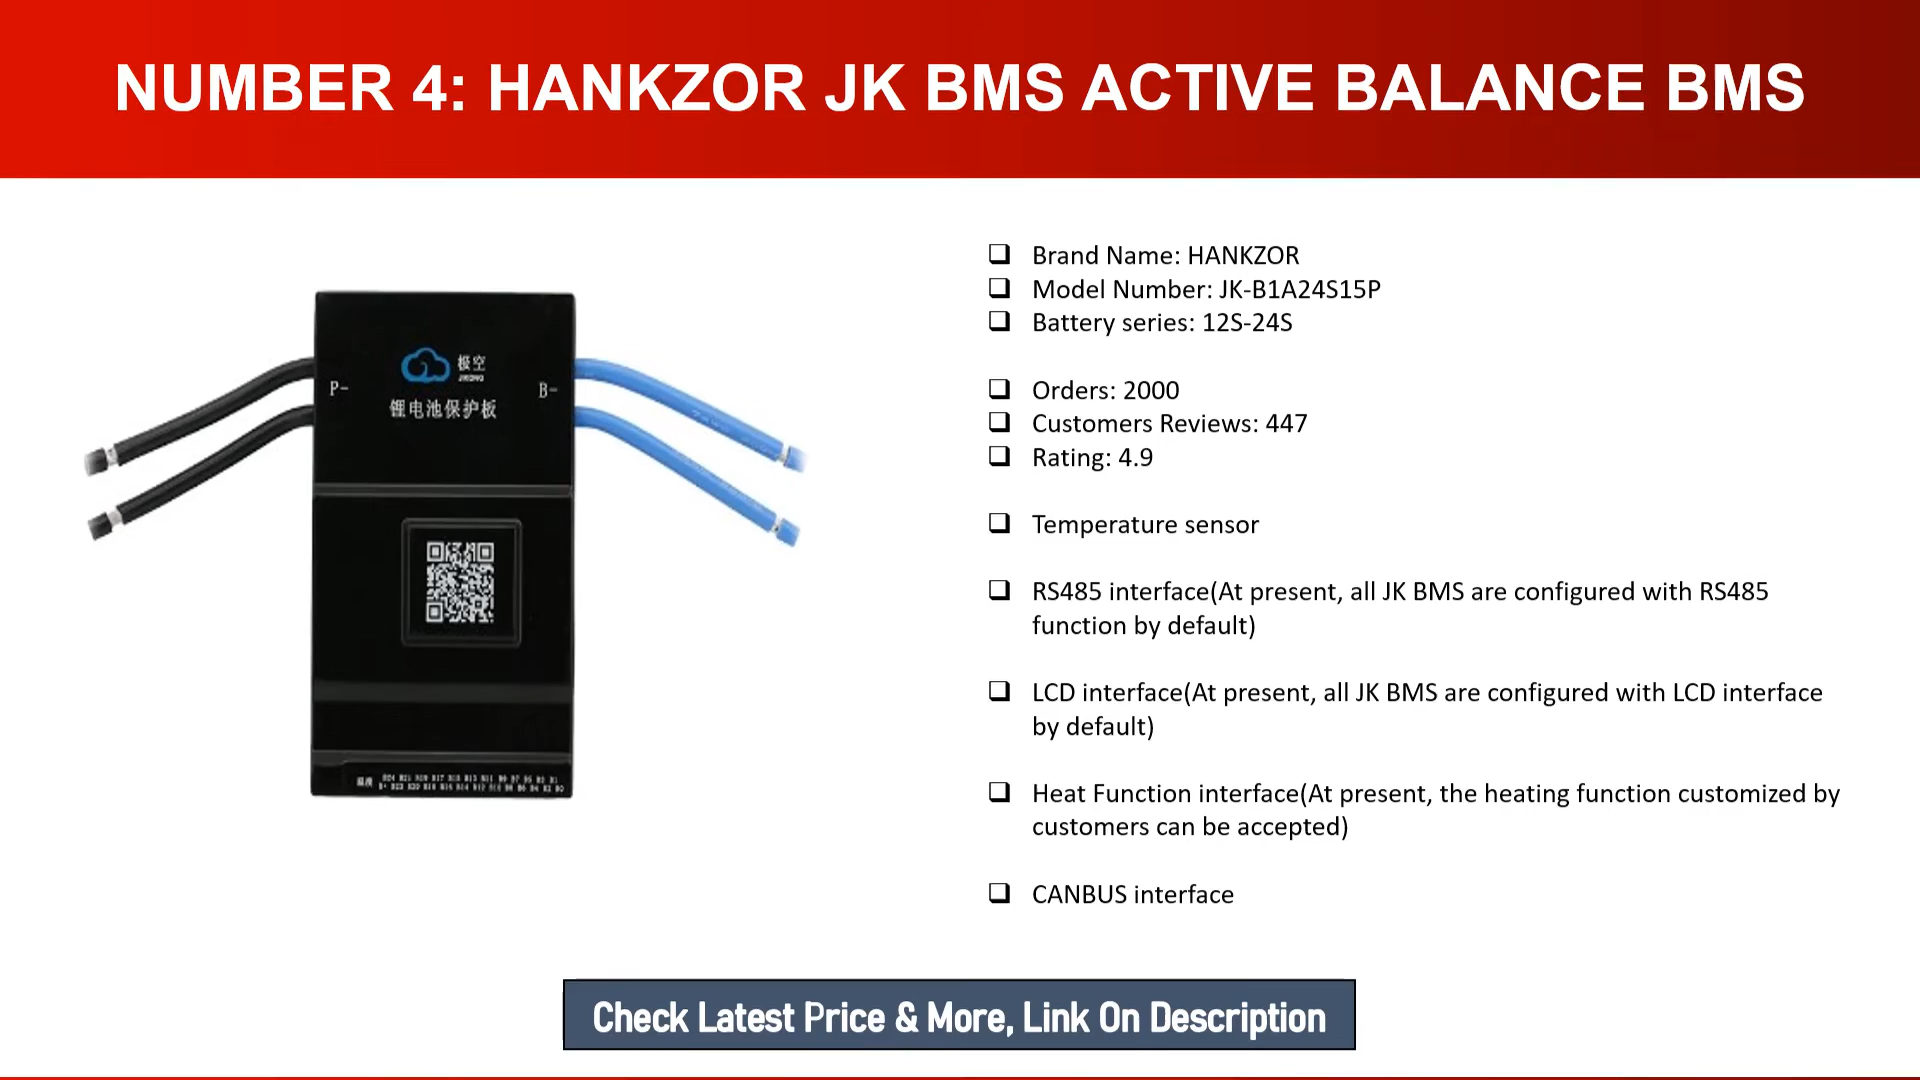 NUMBER 4: HANKZOR JK BMS ACTIVE BALANCE BMS
极空
JIKONG
P-
B-
锂电池保护板
Brand Name: HANKZOR
Model Number: JK-B1A24S15P
Battery series: 12S-24S
Orders: 2000
Customers Reviews: 447
Rating: 4.9
Temperature sensor
RS485 interface(At present, all JK BMS are configured with RS485
function by default)
LCD interface(At present, all JK BMS are configured with LCD interface
by default)
Heat Function interface(At present, the heating function customized by
customers can be accepted)
CANBUS interface
Check Latest Price & More, Link On Description